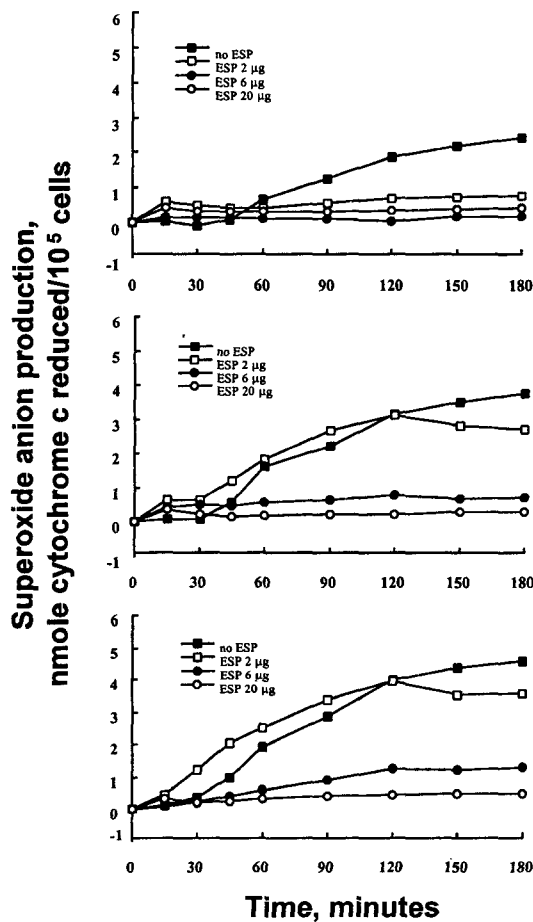 Superoxide anion production,
nmole cytochrome c reduced/10⁵ cells
6
5
4
3
2
1
0
-1
no ESP
ESP 2 µg
ESP 6 µg
ESP 20 µg
0 30 60 90 120 150 180
6
5
4
3
2
1
0
-1
no ESP
ESP 2 µg
ESP 6 µg
ESP 20 µg
0 30 60 90 120 150 180
6
5
4
3
2
1
0
-1
no ESP
ESP 2 µg
ESP 6 µg
ESP 20 µg
0 30 60 90 120 150 180
Time, minutes